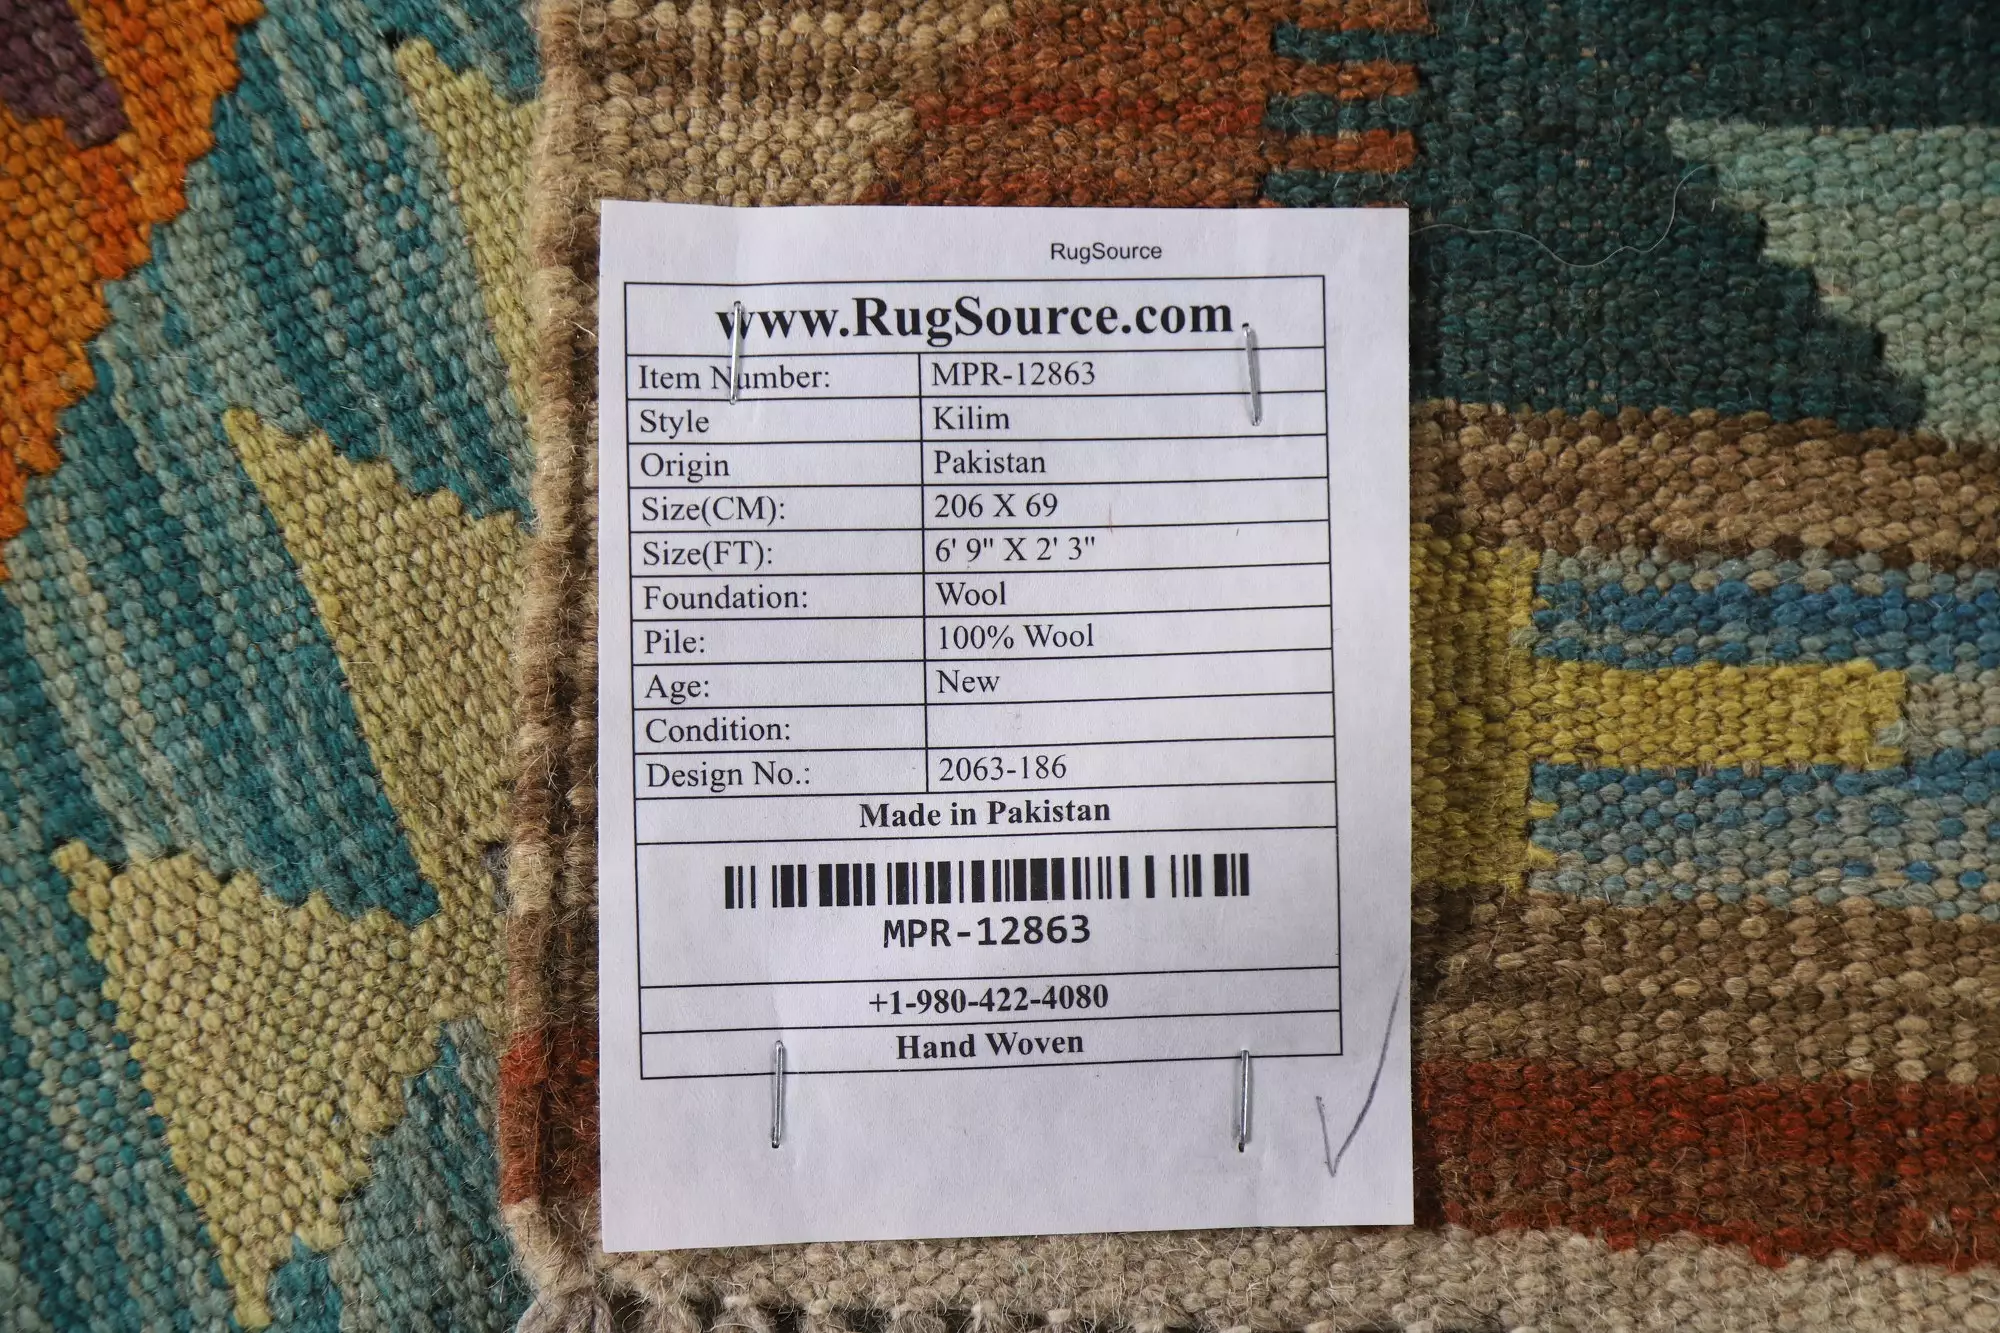 RugSource
www.RugSource.com
Item Number: MPR-12863
Style Kilim
Origin Pakistan
Size(CM): 206 X 69
Size(FT): 6' 9" X 2' 3"
Foundation: Wool
Pile: 100% Wool
Age: New
Condition:
Design No.: 2063-186
Made in Pakistan
MPR-12863
+1-980-422-4080
Hand Woven